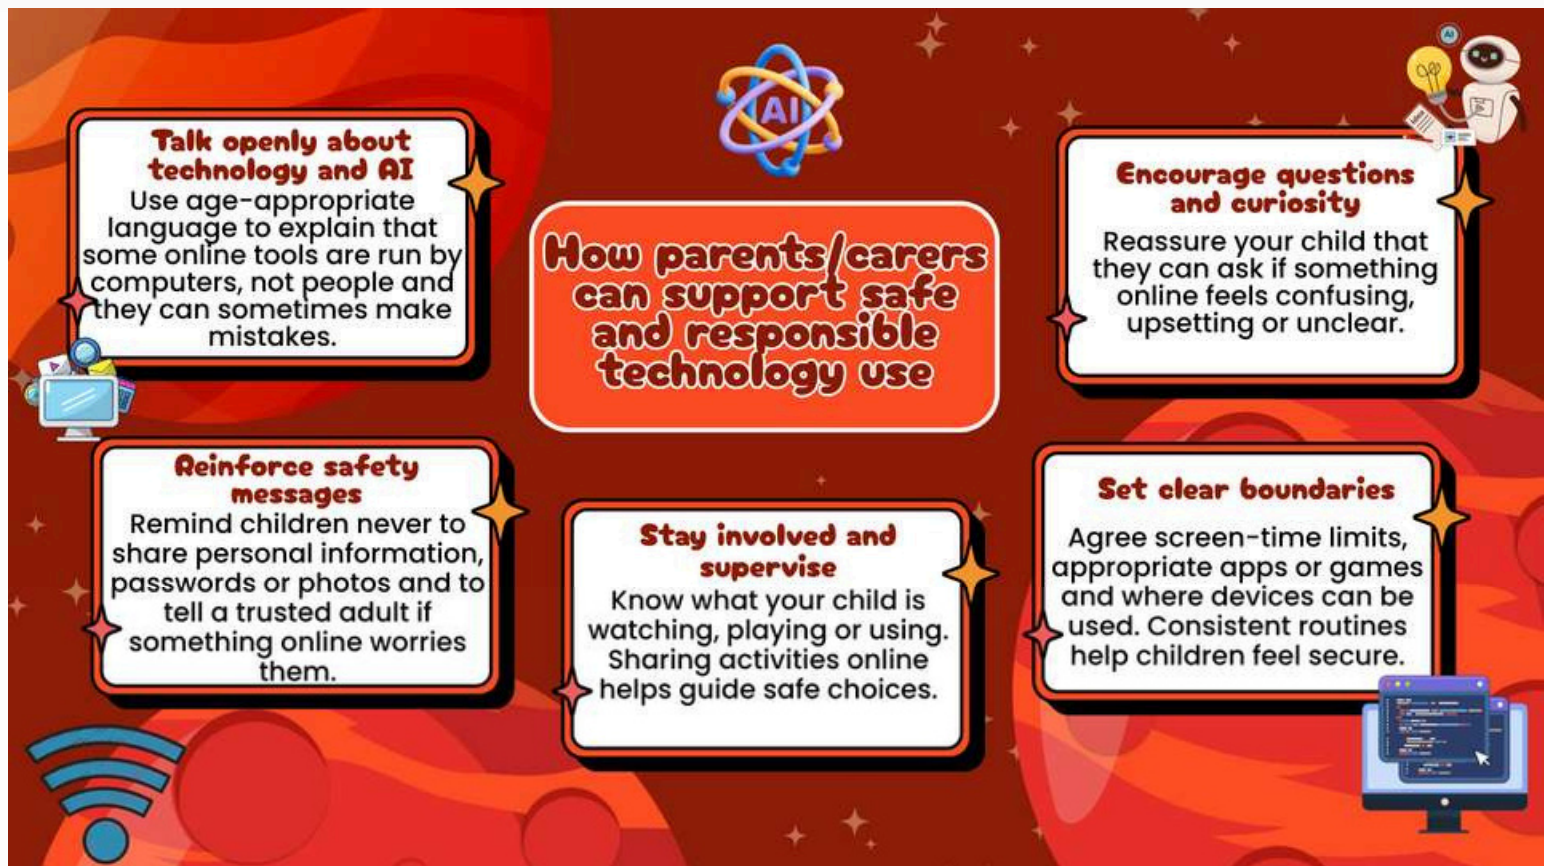 AI
How parents/carers
can support safe
and responsible
technology use
Talk openly about
technology and AI
Use age-appropriate
language to explain that
some online tools are run by
computers, not people and
they can sometimes make
mistakes.
AI
Encourage questions
and curiosity
Reassure your child that
they can ask if something
online feels confusing,
upsetting or unclear.
Reinforce safety
messages
Remind children never to
share personal information,
passwords or photos and to
tell a trusted adult if
something online worries
them.
Stay involved and
supervise
Know what your child is
watching, playing or using.
Sharing activities online
helps guide safe choices.
Set clear boundaries
Agree screen-time limits,
appropriate apps or games
and where devices can be
used. Consistent routines
help children feel secure.